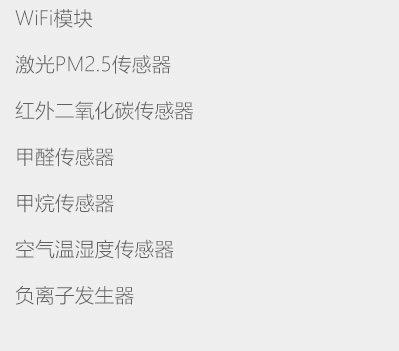 WiFi模块
激光PM2.5传感器
红外二氧化碳传感器
甲醛传感器
甲烷传感器
空气温湿度传感器
负离子发生器